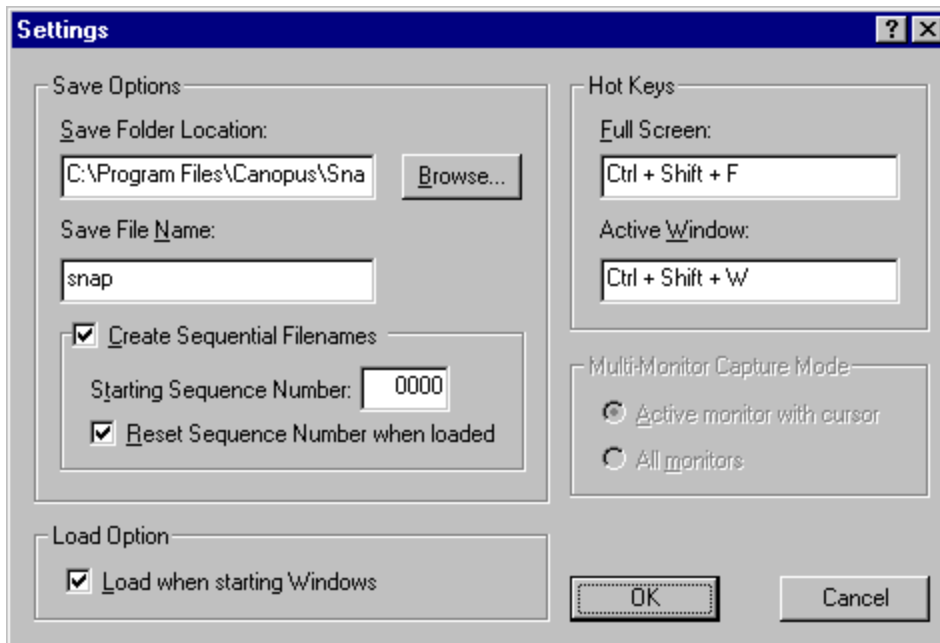 Settings
Save Options
Save Folder Location:
C:\Program Files\Canopus\Sna
Browse...
Save File Name:
snap
Create Sequential Filenames
Starting Sequence Number: 0000
Reset Sequence Number when loaded
Load Option
Load when starting Windows
Hot Keys
Full Screen:
Ctrl + Shift + F
Active Window:
Ctrl + Shift + W
Multi-Monitor Capture Mode
Active monitor with cursor
All monitors
OK
Cancel